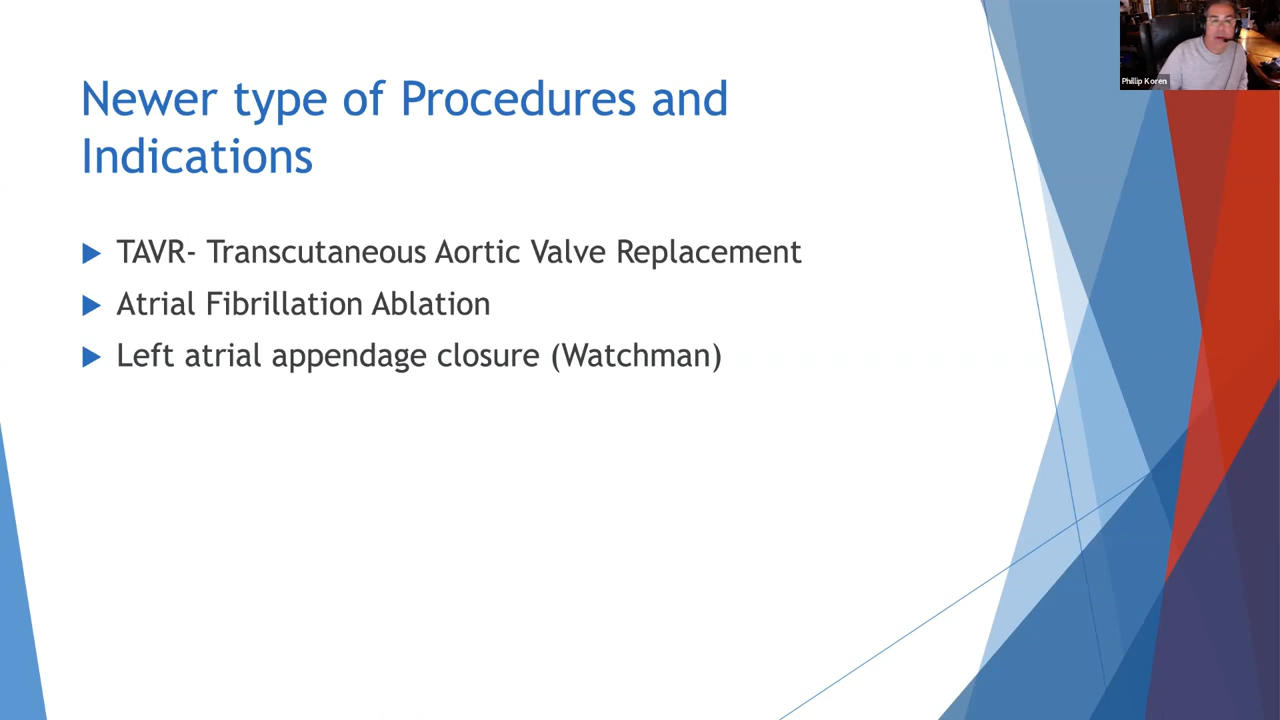 Newer type of Procedures and
Indications
TAVR- Transcutaneous Aortic Valve Replacement
Atrial Fibrillation Ablation
Left atrial appendage closure (Watchman)
Phillip Koren